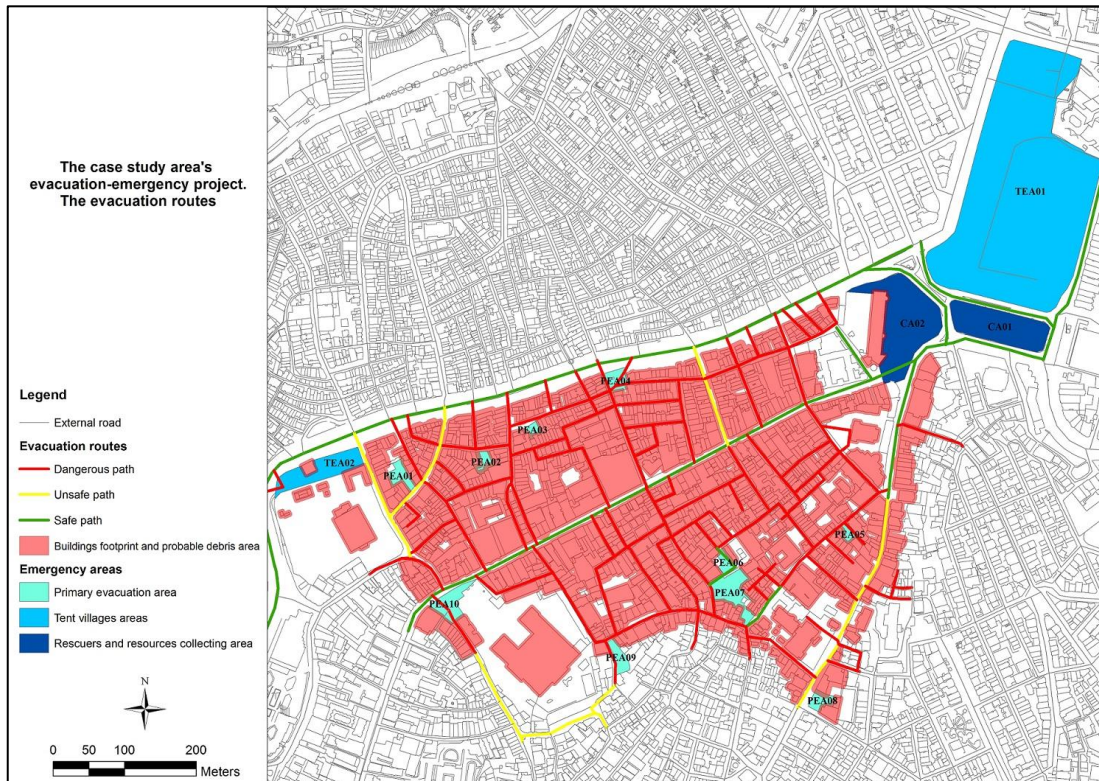 The case study area's
evacuation-emergency project.
The evacuation routes
Legend
External road
Evacuation routes
Dangerous path
Unsafe path
Safe path
Buildings footprint and probable debris area
Emergency areas
Primary evacuation area
Tent villages areas
Rescuers and resources collecting area
N
0 50 100 200
Meters
TEA01
CA02
CA01
PEA04
PEA03
TEA02
PEA02
PEA01
PEA05
PEA06
PEA07
PEA10
PEA09
PEA08